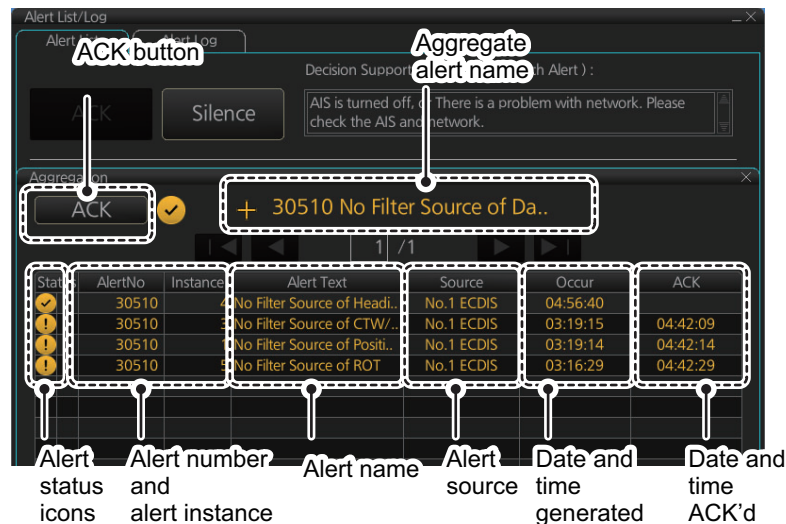 Alert List/Log
Alert Log
ACK button
Aggregate
alert name
ACK
Silence
AIS is turned off, or There is a problem with network. Please
check the AIS and network.
Aggregation
ACK
+ 30510 No Filter Source of Da..
1 /1
Status AlertNo Instance Alert Text Source Occur ACK
30510 4 No Filter Source of Headi.. No.1 ECDIS 04:56:40
30510 3 No Filter Source of CTW/.. No.1 ECDIS 03:19:15 04:42:09
30510 1 No Filter Source of Positi.. No.1 ECDIS 03:19:14 04:42:14
30510 5 No Filter Source of ROT No.1 ECDIS 03:16:29 04:42:29
Alert
status
icons
Alert number
and
alert instance
Alert name
Alert
source
Date and
time
generated
Date and
time
ACK'd